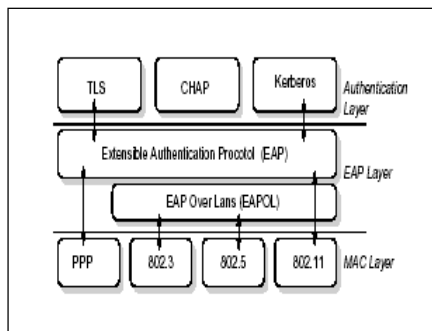 TLS CHAP Kerberos Authentication Layer
Extensible Authentication Procotol (EAP)
EAP Layer
EAP Over Lans (EAPOL)
PPP 802.3 802.5 802.11 MAC Layer